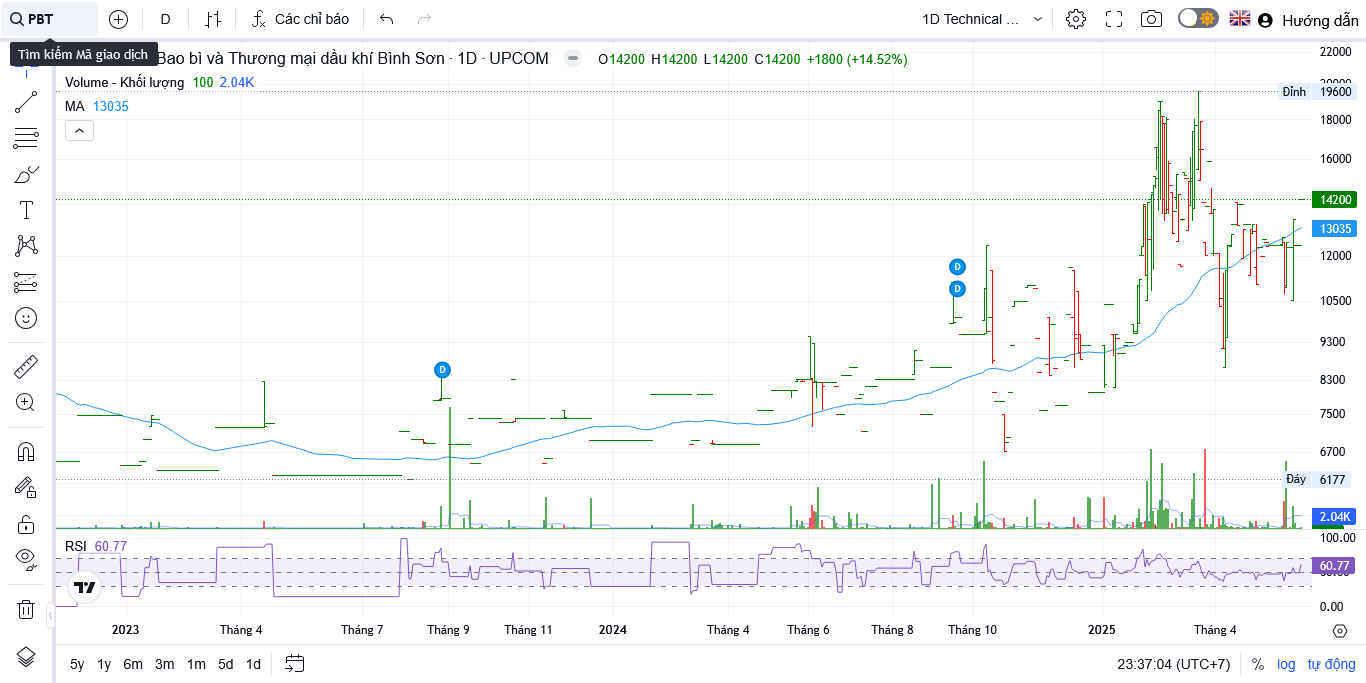 PBT
D
Các chỉ báo
1D Technical ...
Hướng dẫn
Tìm kiếm Mã giao dịch
Bao bì và Thương mại dầu khí Bình Sơn · 1D · UPCOM
O14200 H14200 L14200 C14200 +1800 (+14.52%)
Volume - Khối lượng 100 2.04K
MA 13035
22000
20000
Đỉnh 19600
18000
16000
14200
13035
12000
10500
9300
8300
7500
6700
Đáy 6177
2.04K
D
D
D
RSI 60.77
100.00
60.77
50.00
0.00
2023 Tháng 4 Tháng 7 Tháng 9 Tháng 11 2024 Tháng 4 Tháng 6 Tháng 8 Tháng 10 2025 Tháng 4
5y 1y 6m 3m 1m 5d 1d
23:37:04 (UTC+7) % log tự động